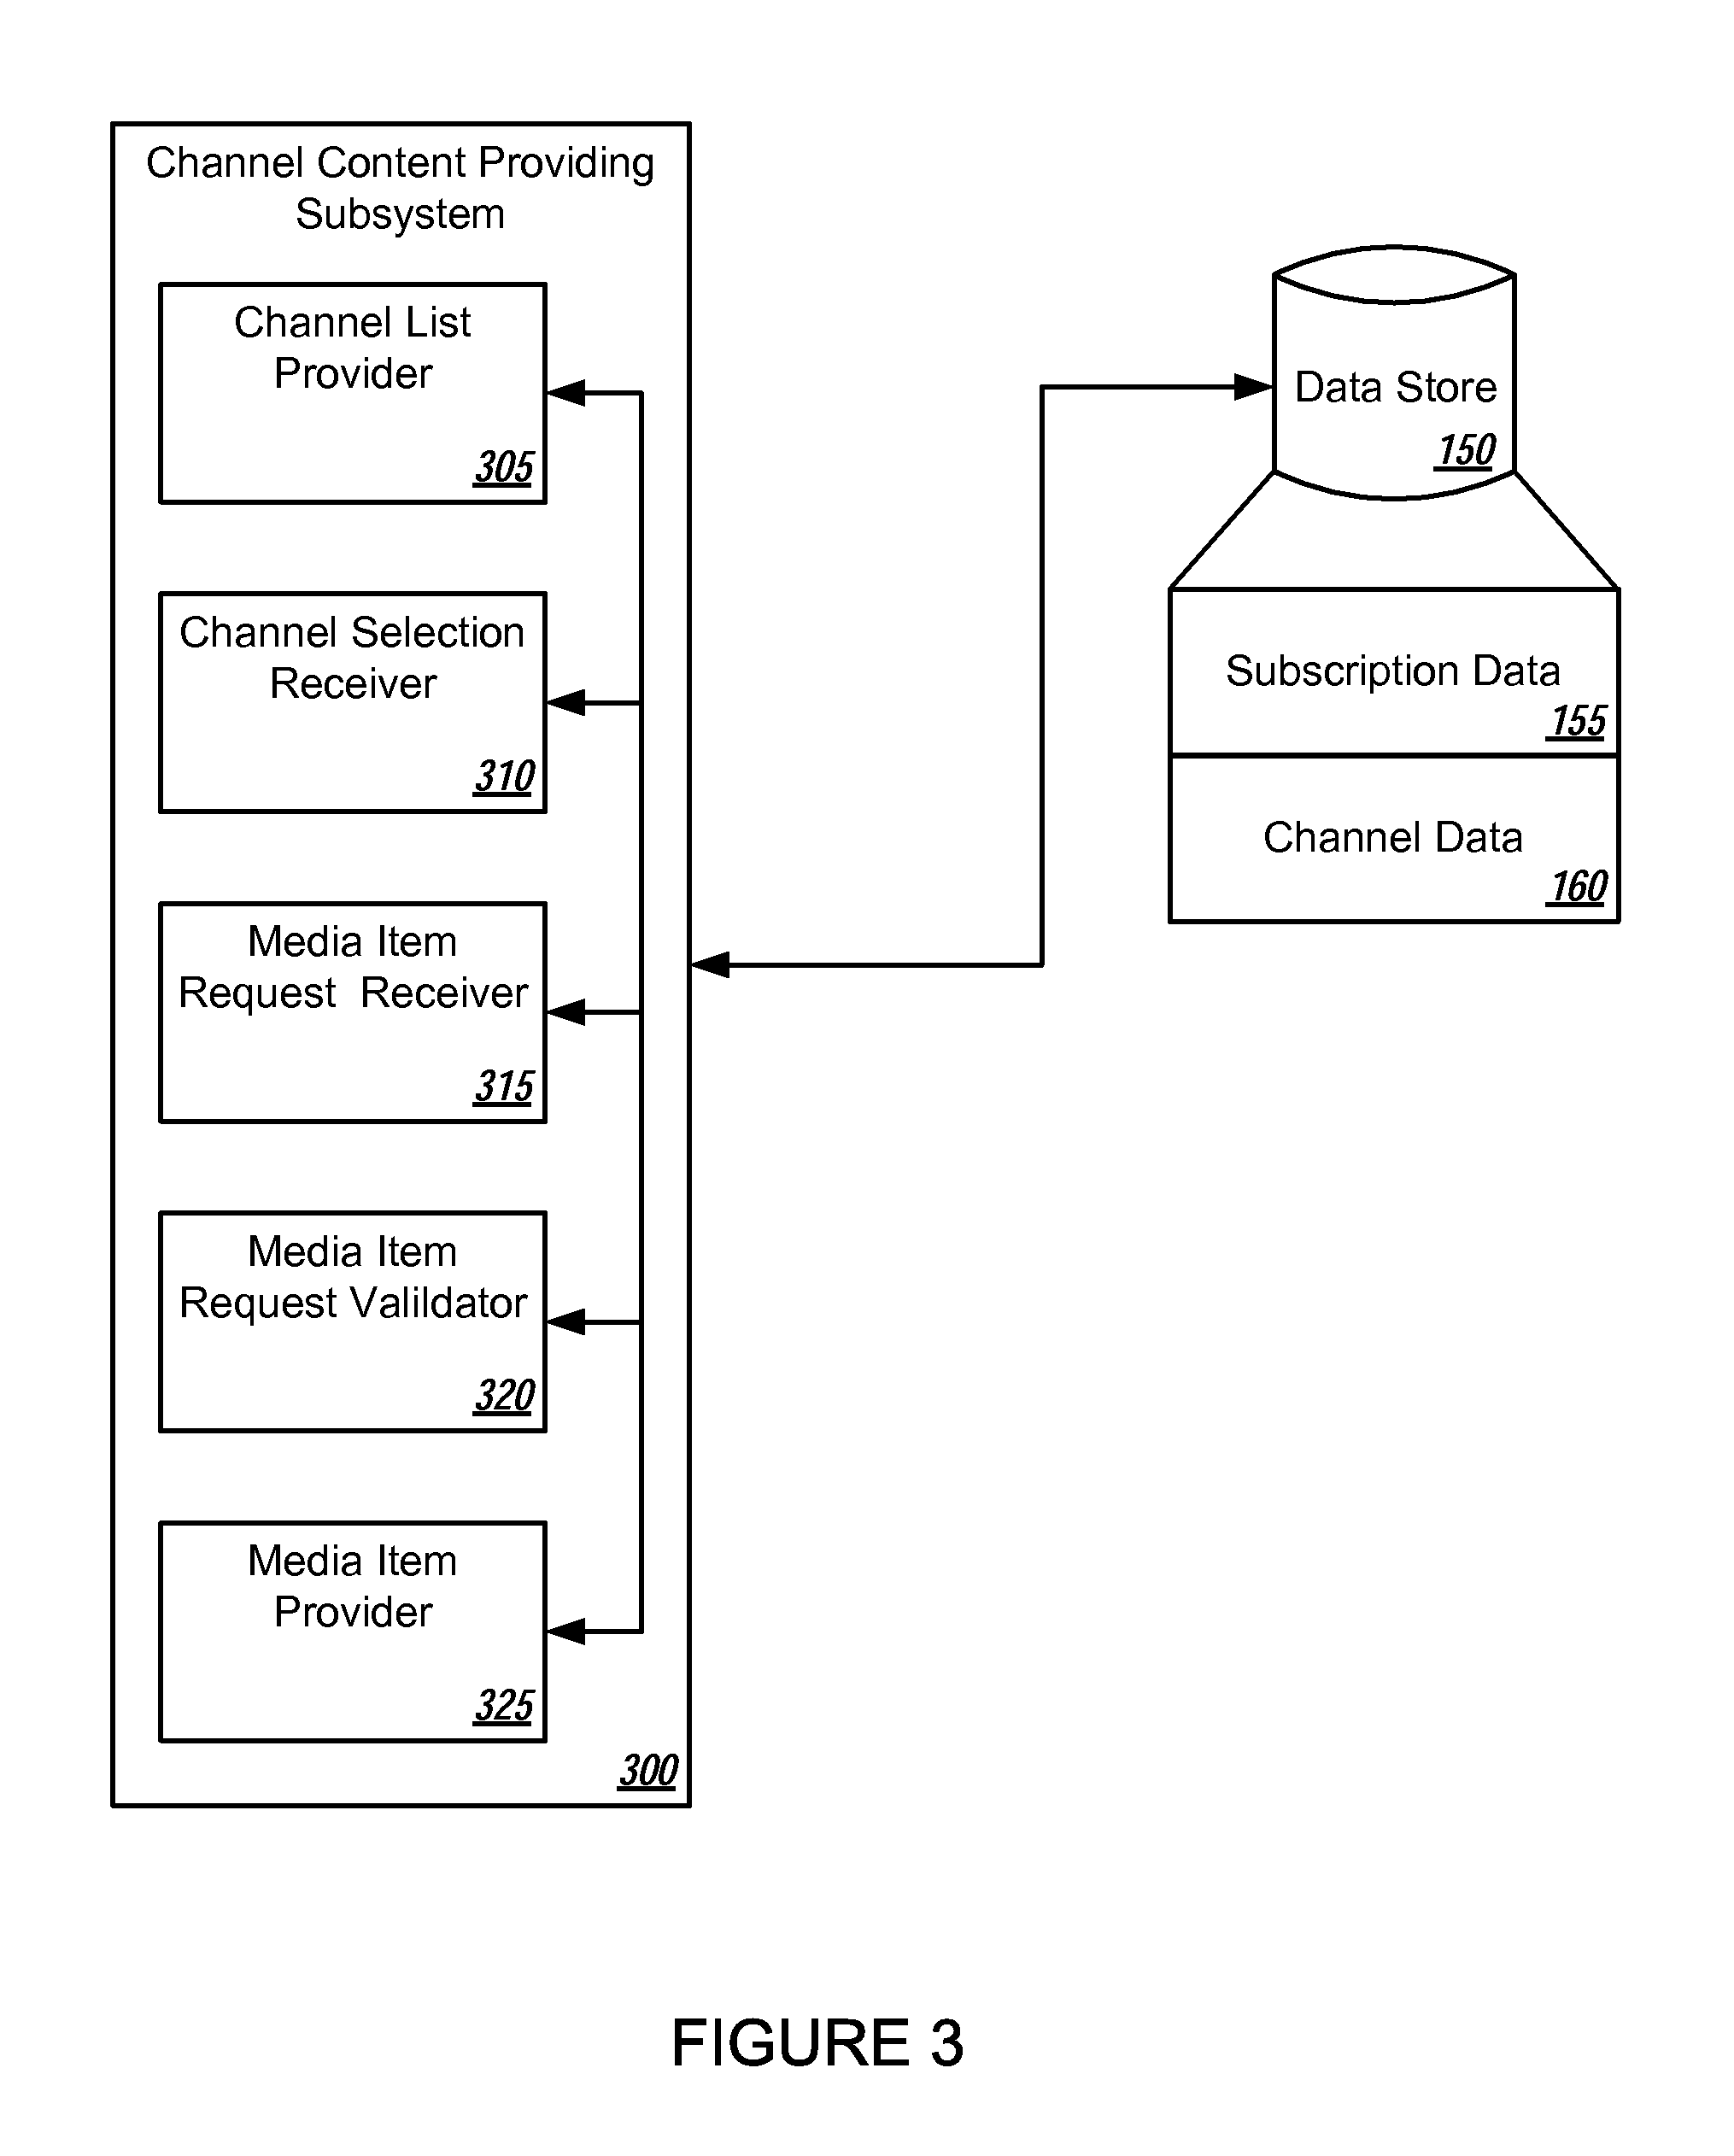 Channel Content Providing
Subsystem
Channel List
Provider
305
Channel Selection
Receiver
310
Media Item
Request Receiver
315
Media Item
Request Valildator
320
Media Item
Provider
325
300
Data Store
150
Subscription Data
155
Channel Data
160
FIGURE 3